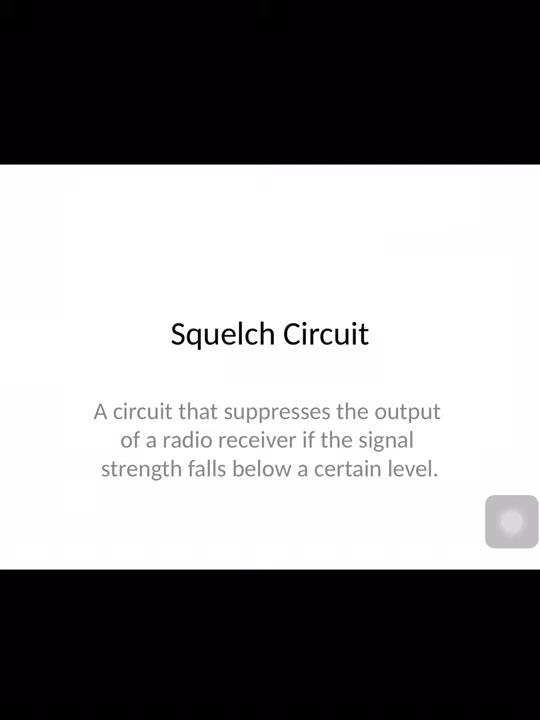 Squelch Circuit
A circuit that suppresses the output
of a radio receiver if the signal
strength falls below a certain level.